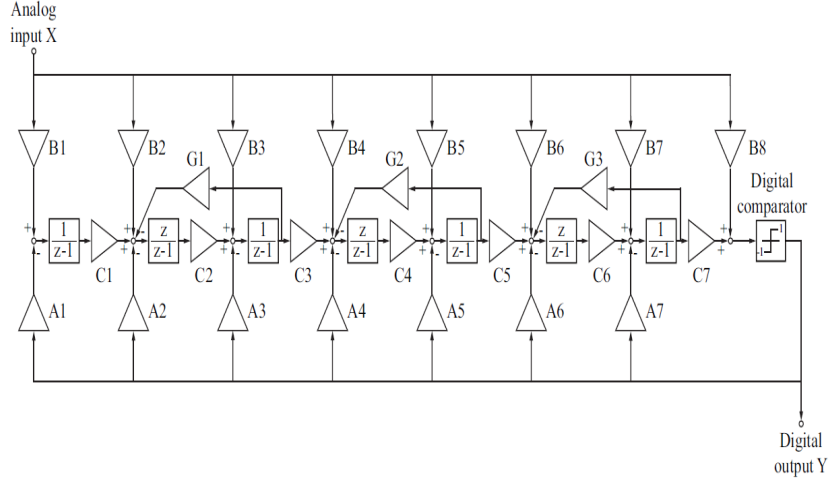 Analog
input X
B1
B2
G1
B3
B4
G2
B5
B6
G3
B7
B8
Digital
comparator
+ - + - + - + - + - + - + - +
1
z-1
C1
z
z-1
C2
1
z-1
C3
z
z-1
C4
1
z-1
C5
z
z-1
C6
1
z-1
C7
1
-1
A1
A2
A3
A4
A5
A6
A7
Digital
output Y